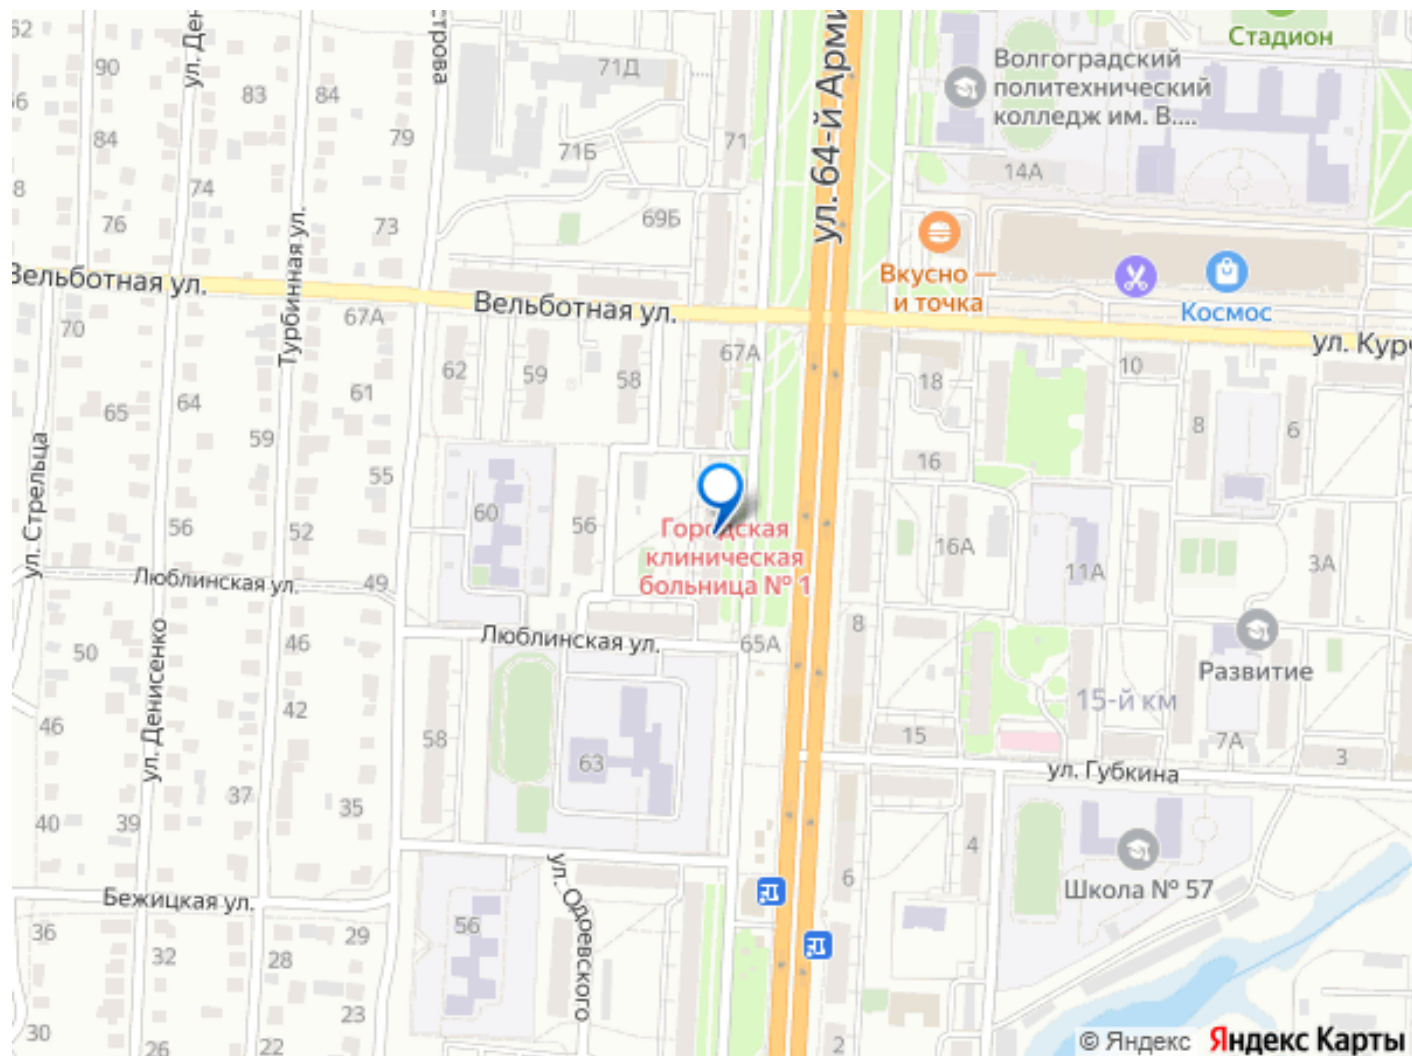 62
90
ул. Ден
83
84
трова
71Д
ул. 64-й Арми
Стадион
Волгоградский
политехнический
колледж им. В....
84
79
71Б
71
14А
74
76
73
69Б
Турбинная ул.
Вкусно —
и точка
Космос
Вельботная ул.
Вельботная ул.
ул. Курч
70
67А
67А
62
59
58
18
10
65
64
61
59
8
6
16
55
ул. Стрельца
60
56
56
52
Городская
клиническая
больница № 1
16А
11А
3А
Люблинская ул.
49
Люблинская ул.
65А
8
50
46
ул. Денисенко
Развитие
15-й км
46
42
58
63
15
7А
3
ул. Губкина
37
35
40
39
4
6
Школа № 57
Бежицкая ул.
ул. Одоевского
56
36
29
32
28
23
30
26
22
2
© Яндекс Яндекс Карты